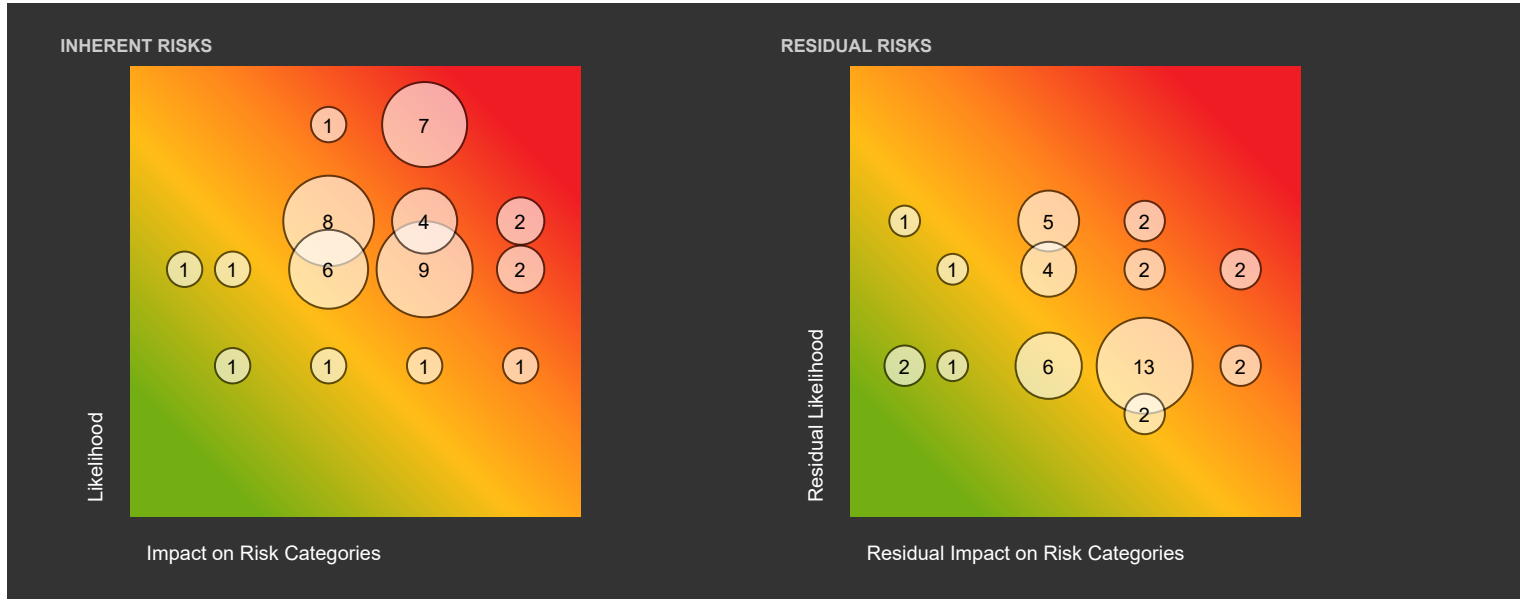 INHERENT RISKS
RESIDUAL RISKS
1 7
8 4 2
1 1 6 9 2
1 1 1 1
Likelihood
Impact on Risk Categories
1 5 2
1 4 2 2
2 1 6 13 2
2
Residual Likelihood
Residual Impact on Risk Categories